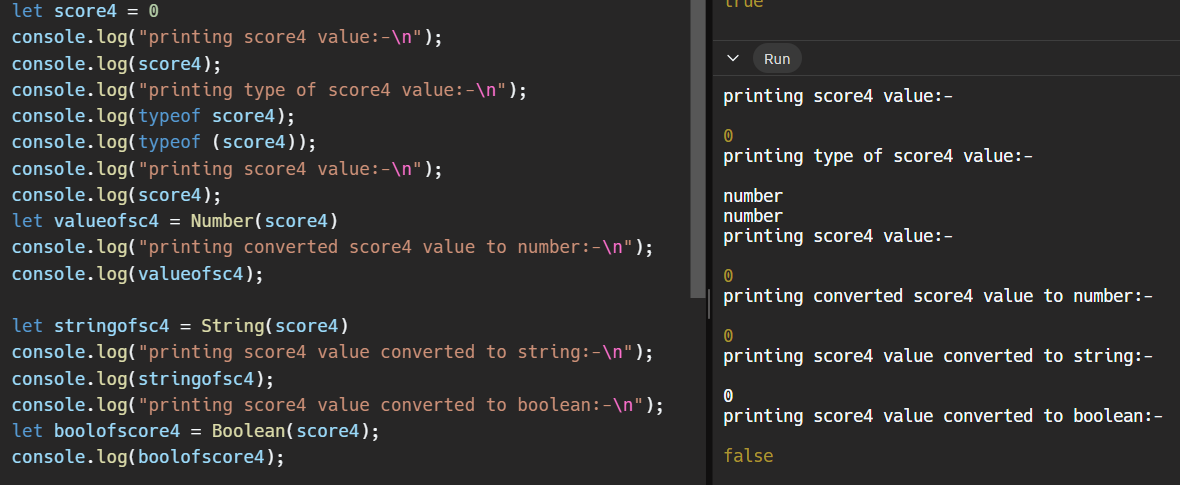 let score4 = 0
console.log("printing score4 value:-\n");
console.log(score4);
console.log("printing type of score4 value:-\n");
console.log(typeof score4);
console.log(typeof (score4));
console.log("printing score4 value:-\n");
console.log(score4);
let valueofsc4 = Number(score4)
console.log("printing converted score4 value to number:-\n");
console.log(valueofsc4);
let stringofsc4 = String(score4)
console.log("printing score4 value converted to string:-\n");
console.log(stringofsc4);
console.log("printing score4 value converted to boolean:-\n");
let boolofscore4 = Boolean(score4);
console.log(boolofscore4);
true
Run
printing score4 value:-
0
printing type of score4 value:-
number
number
printing score4 value:-
0
printing converted score4 value to number:-
0
printing score4 value converted to string:-
0
printing score4 value converted to boolean:-
false